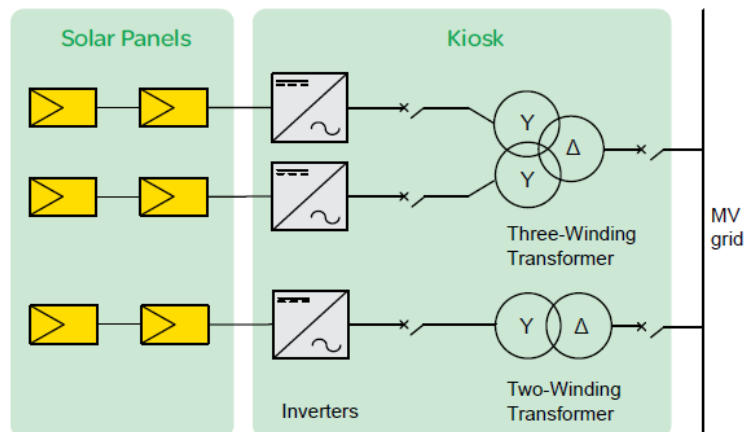 Solar Panels
Kiosk
Y
Δ
Y
MV
grid
Three-Winding
Transformer
Y
Δ
Inverters
Two-Winding
Transformer